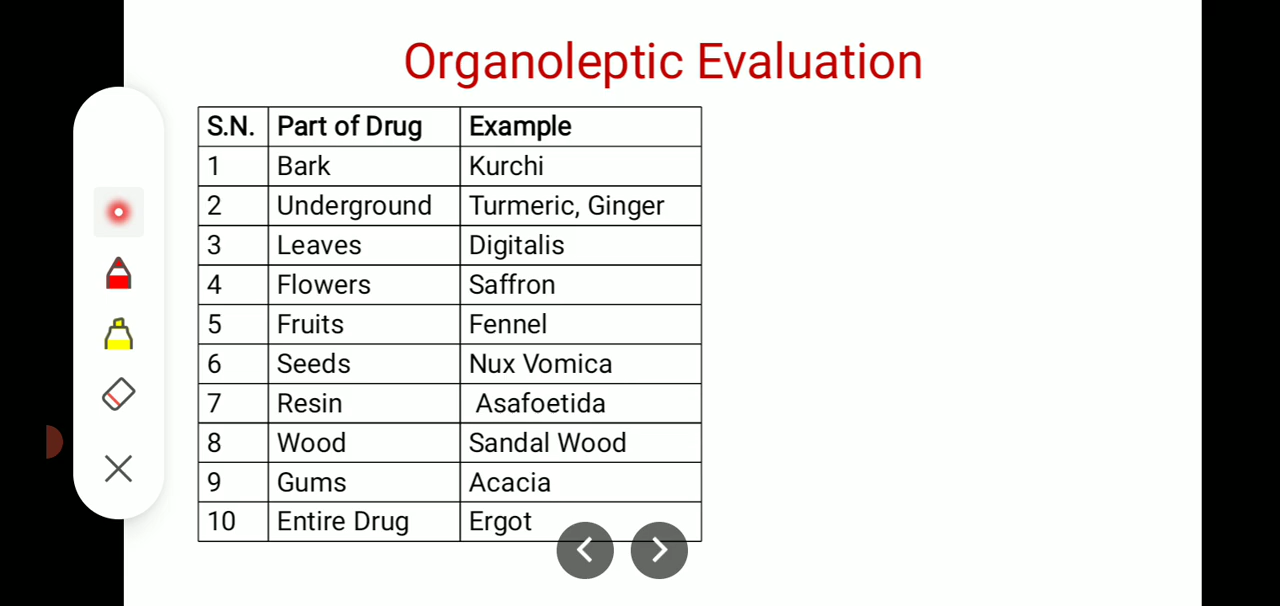 Organoleptic Evaluation
S.N. Part of Drug Example
1 Bark Kurchi
2 Underground Turmeric, Ginger
3 Leaves Digitalis
4 Flowers Saffron
5 Fruits Fennel
6 Seeds Nux Vomica
7 Resin Asafoetida
8 Wood Sandal Wood
9 Gums Acacia
10 Entire Drug Ergot